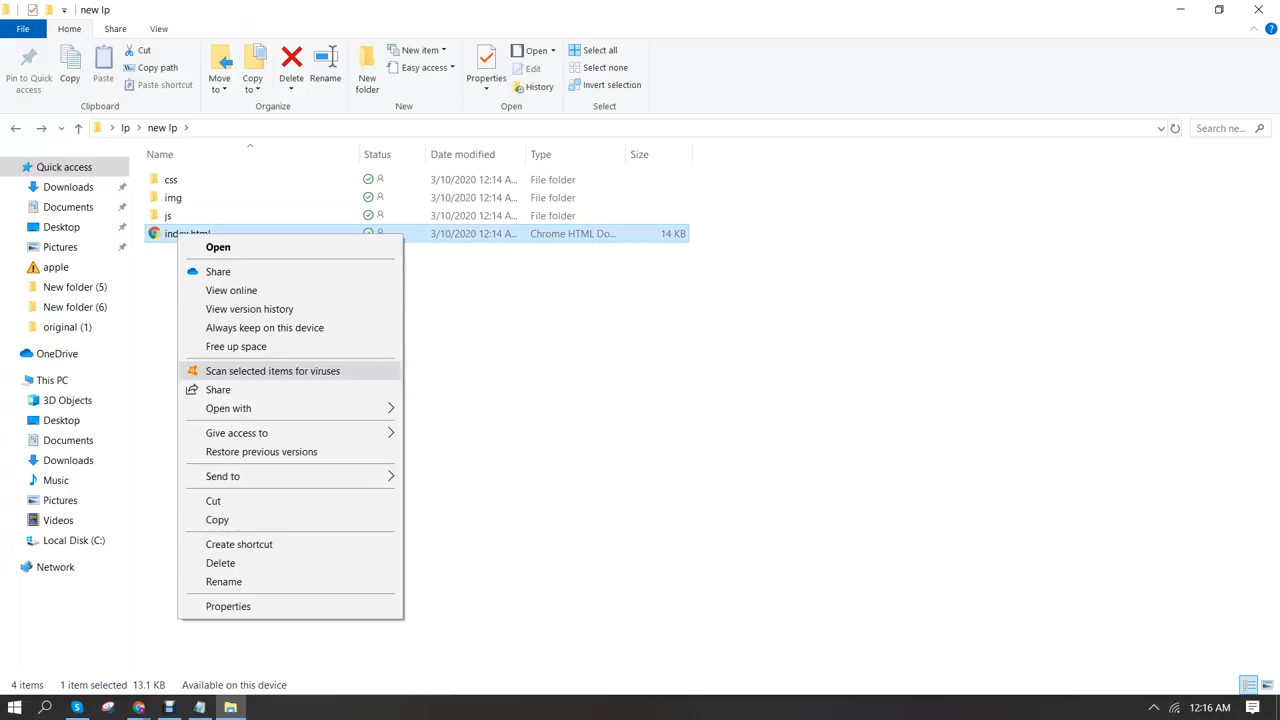 new lp
File Home Share View
Pin to Quick access
Copy
Paste
Cut
Copy path
Paste shortcut
Clipboard
Move to
Copy to
Delete
Rename
Organize
New folder
New item
Easy access
New
Properties
Open
Edit
History
Open
Select all
Select none
Invert selection
Select
lp new lp
Search ne...
Name Status Date modified Type Size
css 3/10/2020 12:14 A... File folder
img 3/10/2020 12:14 A... File folder
js 3/10/2020 12:14 A... File folder
index.html 3/10/2020 12:14 A... Chrome HTML Do... 14 KB
Quick access
Downloads
Documents
Desktop
Pictures
apple
New folder (5)
New folder (6)
original (1)
OneDrive
This PC
3D Objects
Desktop
Documents
Downloads
Music
Pictures
Videos
Local Disk (C:)
Network
Open
Share
View online
View version history
Always keep on this device
Free up space
Scan selected items for viruses
Share
Open with
Give access to
Restore previous versions
Send to
Cut
Copy
Create shortcut
Delete
Rename
Properties
4 items 1 item selected 13.1 KB Available on this device
12:16 AM